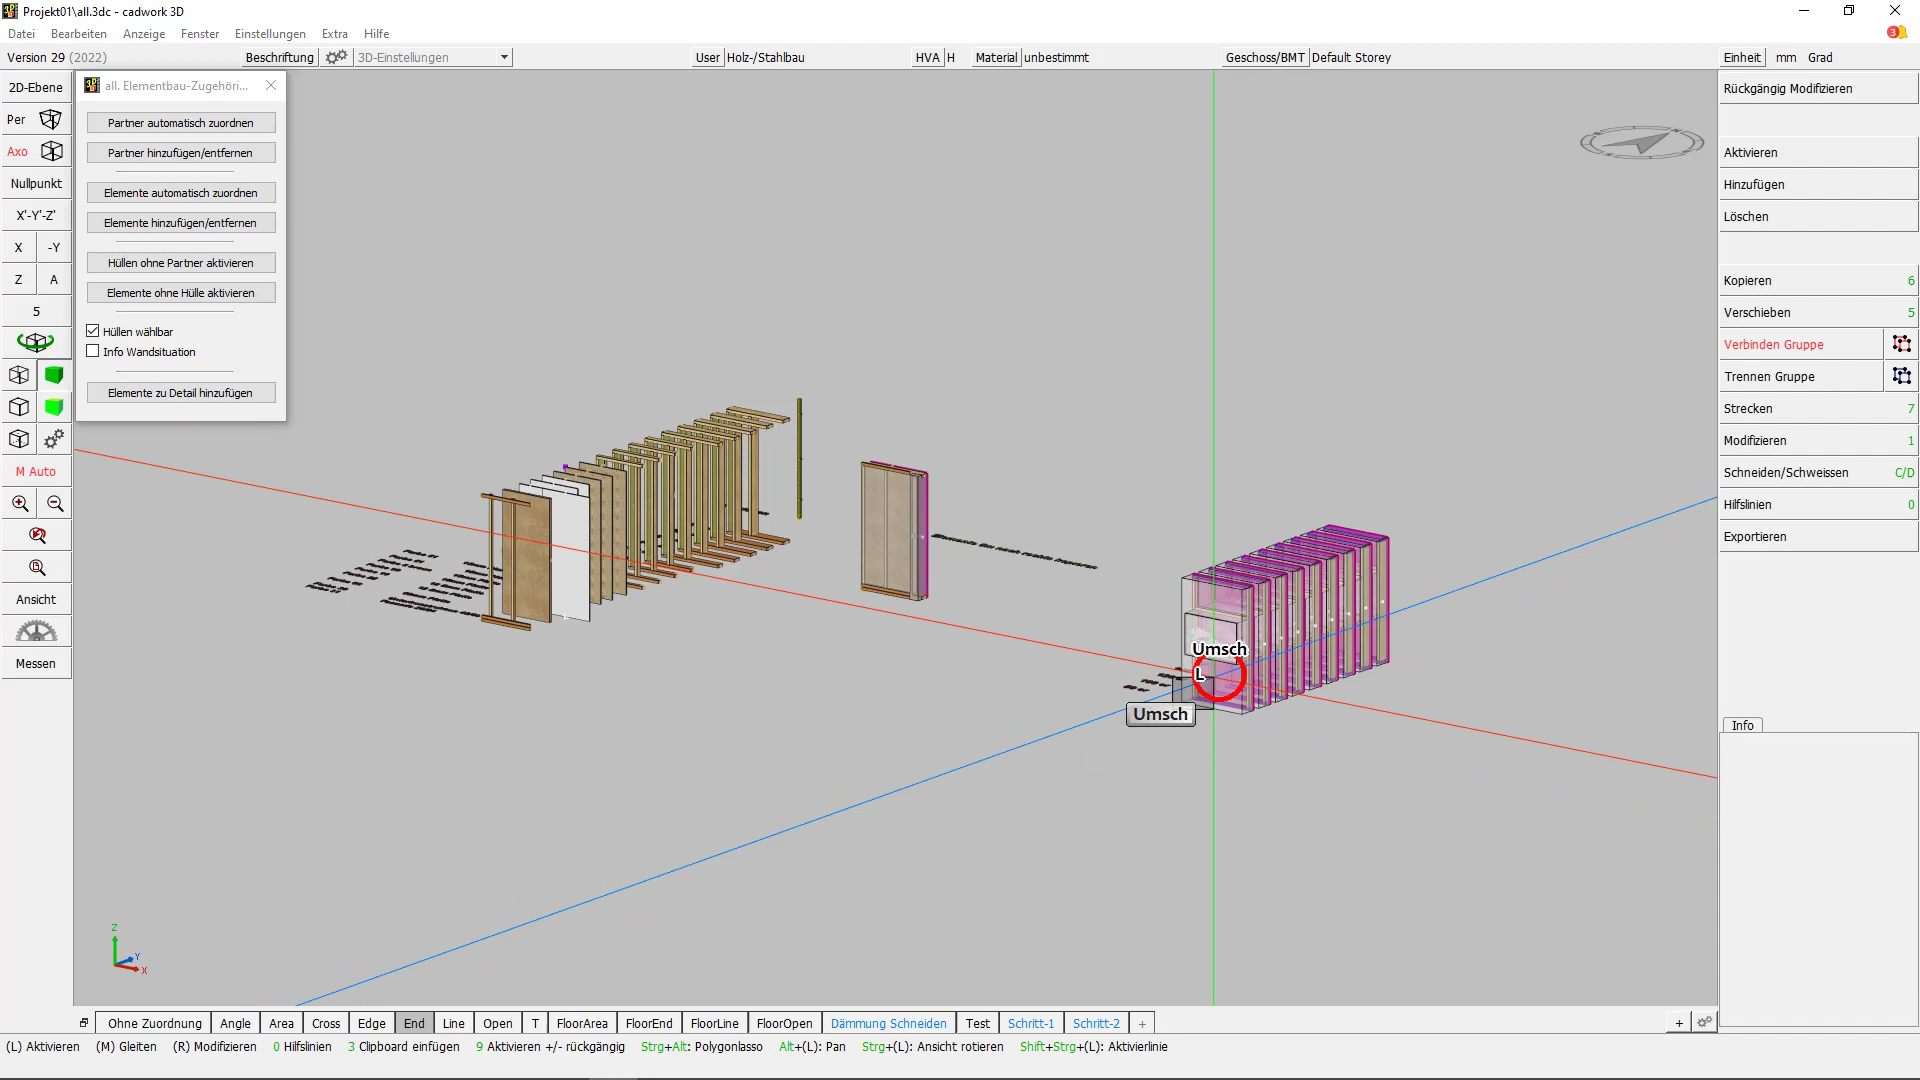 Projekt01\all.3dc - cadwork 3D
Datei Bearbeiten Anzeige Fenster Einstellungen Extra Hilfe
3
Version 29 (2022) Beschriftung 3D-Einstellungen User Holz-/Stahlbau HVA H Material unbestimmt Geschoss/BMT Default Storey Einheit mm Grad
2D-Ebene
Per
Axo
Nullpunkt
X'-Y'-Z'
X -Y
Z A
5
M Auto
Ansicht
Messen
all. Elementbau-Zugehöri...
Partner automatisch zuordnen
Partner hinzufügen/entfernen
Elemente automatisch zuordnen
Elemente hinzufügen/entfernen
Hüllen ohne Partner aktivieren
Elemente ohne Hülle aktivieren
Hüllen wählbar
Info Wandsituation
Elemente zu Detail hinzufügen
Umsch
L
Umsch
Z
Y
X
Rückgängig Modifizieren
Aktivieren
Hinzufügen
Löschen
Kopieren 6
Verschieben 5
Verbinden Gruppe
Trennen Gruppe
Strecken 7
Modifizieren 1
Schneiden/Schweissen C/D
Hilfslinien 0
Exportieren
Info
Ohne Zuordnung Angle Area Cross Edge End Line Open T FloorArea FloorEnd FloorLine FloorOpen Dämmung Schneiden Test Schritt-1 Schritt-2 + +
(L) Aktivieren (M) Gleiten (R) Modifizieren 0 Hilfslinien 3 Clipboard einfügen 9 Aktivieren +/- rückgängig Strg+Alt: Polygonlasso Alt+(L): Pan Strg+(L): Ansicht rotieren Shift+Strg+(L): Aktivierlinie